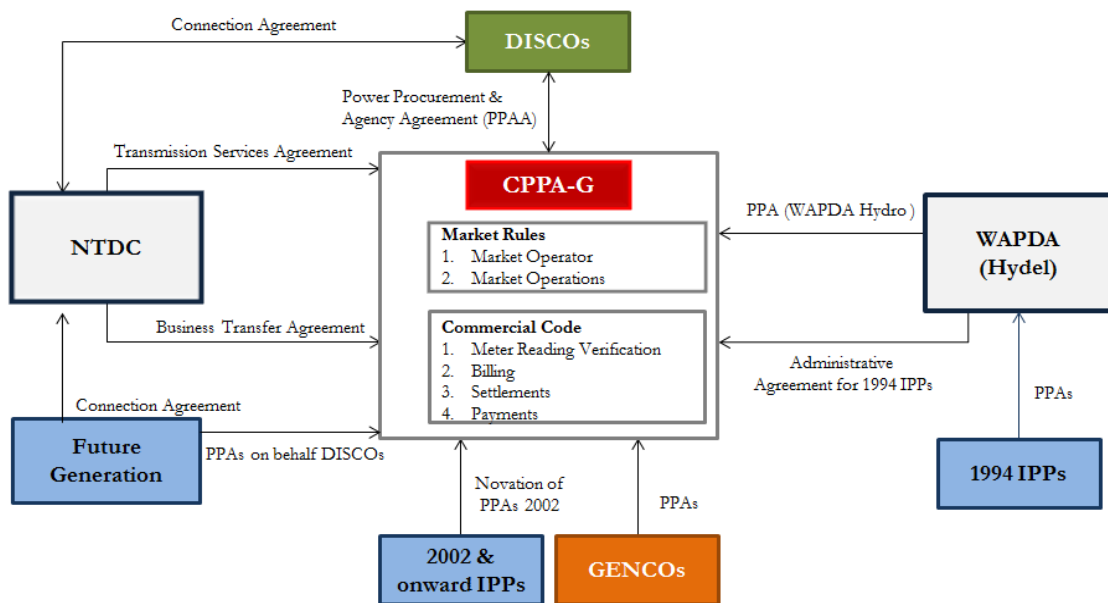 Connection Agreement
DISCOs
Power Procurement &
Agency Agreement (PPAA)
Transmission Services Agreement
CPPA-G
NTDC
PPA (WAPDA Hydro )
WAPDA
(Hydel)
Market Rules
1. Market Operator
2. Market Operations
Business Transfer Agreement
Commercial Code
1. Meter Reading Verification
2. Billing
3. Settlements
4. Payments
Administrative
Agreement for 1994 IPPs
PPAs
Connection Agreement
Future
Generation
PPAs on behalf DISCOs
1994 IPPs
Novation of
PPAs 2002
PPAs
2002 &
onward IPPs
GENCOs